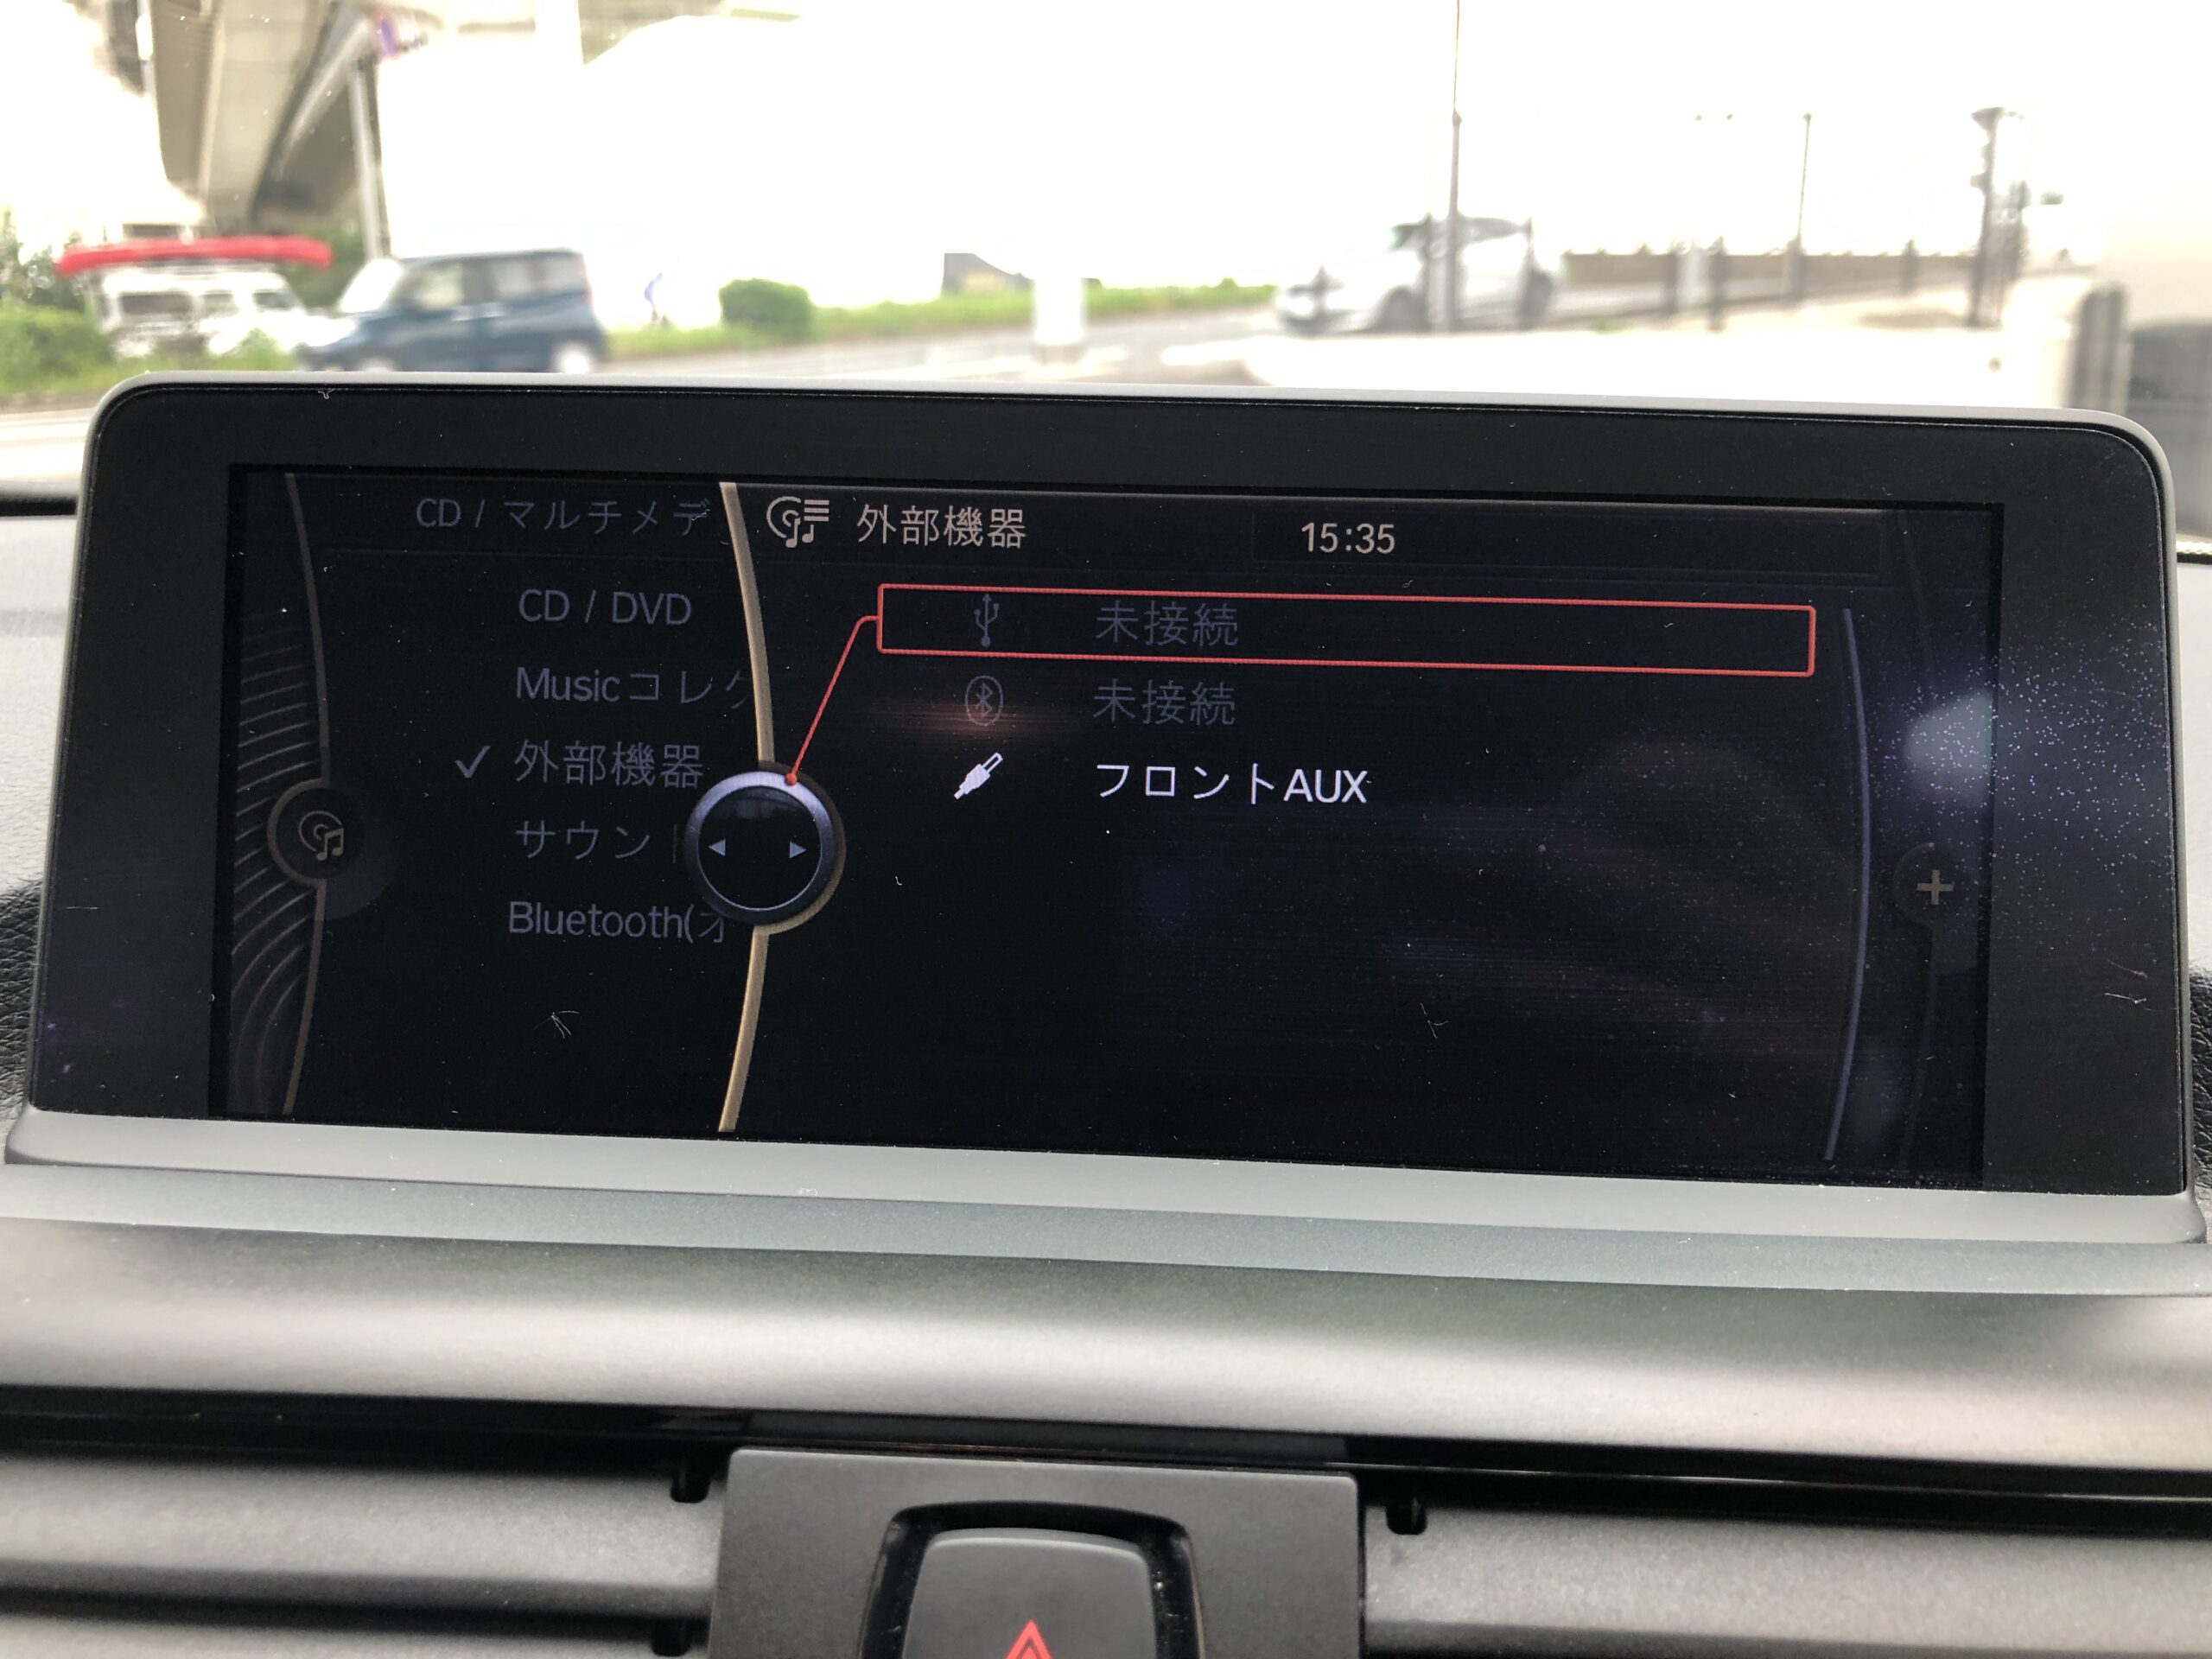 CD / マルチメデ
CD / DVD
Musicコレク
✓ 外部機器
サウント
Bluetooth(オ
外部機器
15:35
未接続
未接続
フロントAUX